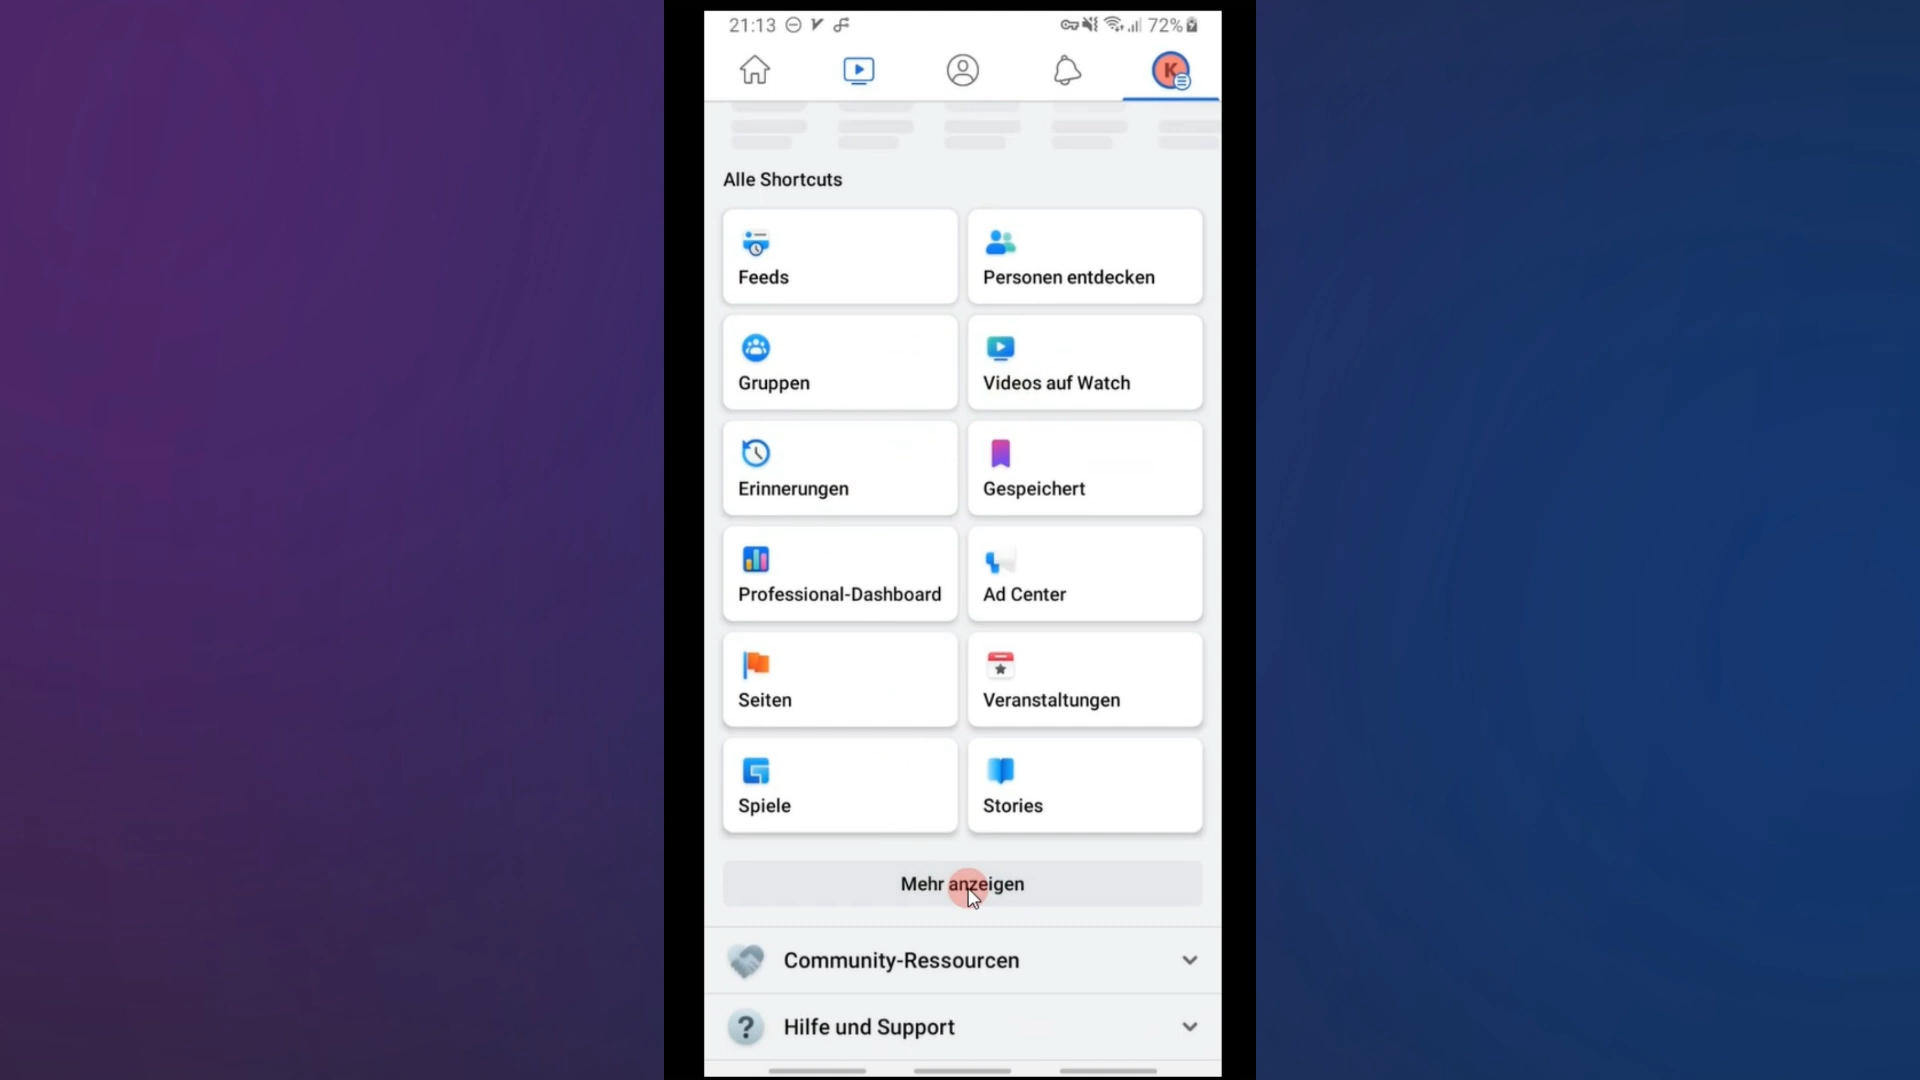 21:13 72%
K
Alle Shortcuts
Feeds
Personen entdecken
Gruppen
Videos auf Watch
Erinnerungen
Gespeichert
Professional-Dashboard
Ad Center
Seiten
Veranstaltungen
Spiele
Stories
Mehr anzeigen
Community-Ressourcen
Hilfe und Support